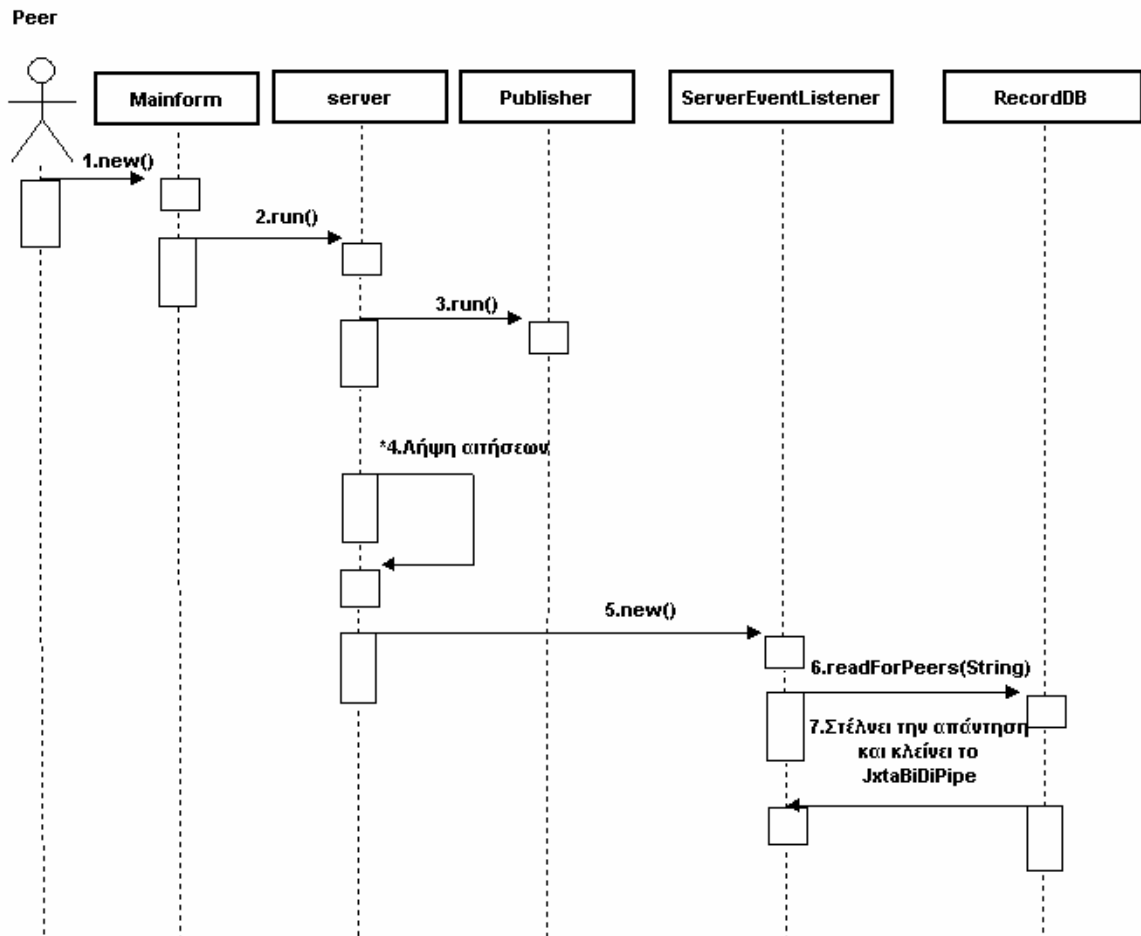 Peer
Mainform
server
Publisher
ServerEventListener
RecordDB
1.new()
2.run()
3.run()
*4.Λήψη αιτήσεων
5.new()
6.readForPeers(String)
7.Στέλνει την απάντηση
και κλείνει το
JxtaBiDiPipe